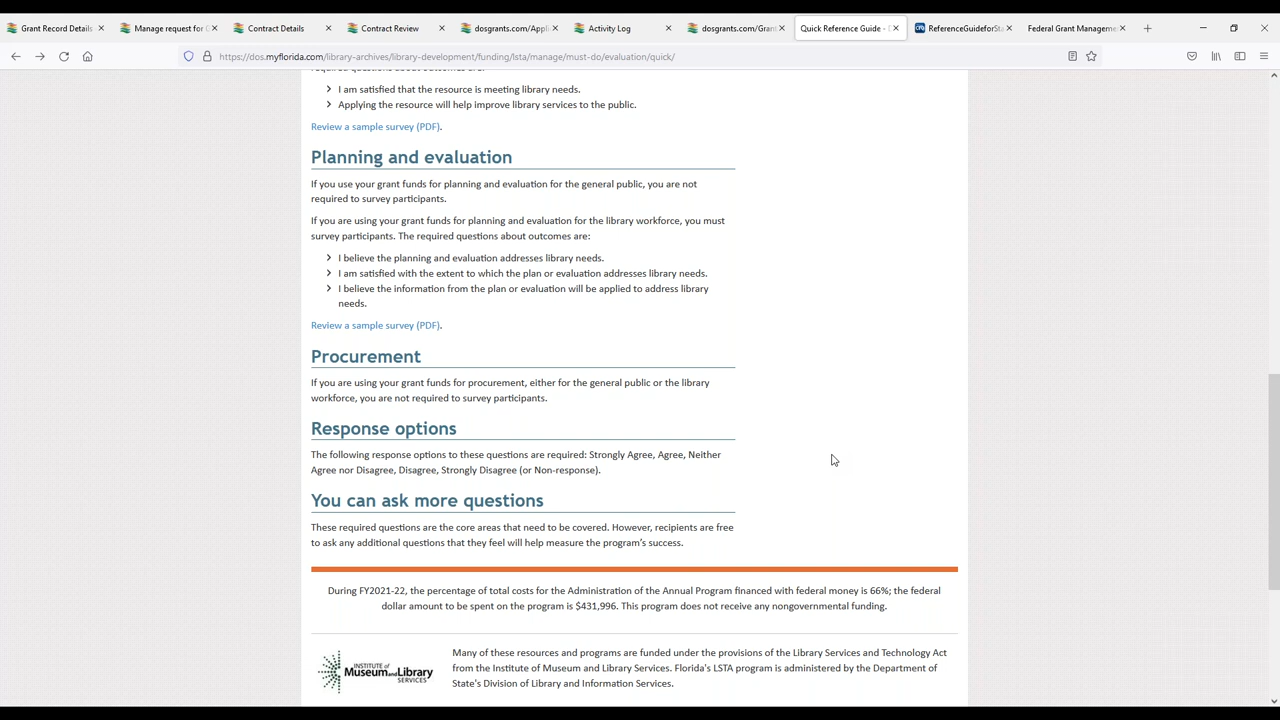 Grant Record Details
Manage request for G
Contract Details
Contract Review
dosgrants.com/Appli
Activity Log
dosgrants.com/Grant
Quick Reference Guide -
ReferenceGuideforSta
Federal Grant Manageme
https://dos.myflorida.com/library-archives/library-development/funding/lsta/manage/must-do/evaluation/quick/
required questions about outcomes are:
I am satisfied that the resource is meeting library needs.
Applying the resource will help improve library services to the public.
Review a sample survey (PDF).
Planning and evaluation
If you use your grant funds for planning and evaluation for the general public, you are not
required to survey participants.
If you are using your grant funds for planning and evaluation for the library workforce, you must
survey participants. The required questions about outcomes are:
I believe the planning and evaluation addresses library needs.
I am satisfied with the extent to which the plan or evaluation addresses library needs.
I believe the information from the plan or evaluation will be applied to address library
needs.
Review a sample survey (PDF).
Procurement
If you are using your grant funds for procurement, either for the general public or the library
workforce, you are not required to survey participants.
Response options
The following response options to these questions are required: Strongly Agree, Agree, Neither
Agree nor Disagree, Disagree, Strongly Disagree (or Non-response).
You can ask more questions
These required questions are the core areas that need to be covered. However, recipients are free
to ask any additional questions that they feel will help measure the program's success.
During FY2021-22, the percentage of total costs for the Administration of the Annual Program financed with federal money is 66%; the federal
dollar amount to be spent on the program is $431,996. This program does not receive any nongovernmental funding.
INSTITUTE of
Museum and Library
SERVICES
Many of these resources and programs are funded under the provisions of the Library Services and Technology Act
from the Institute of Museum and Library Services. Florida's LSTA program is administered by the Department of
State's Division of Library and Information Services.